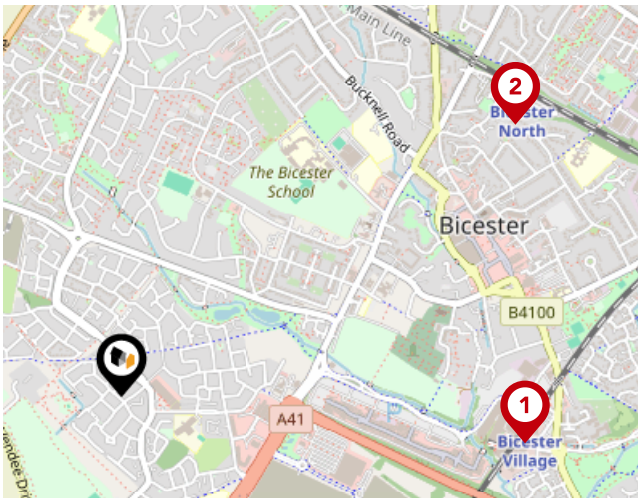 Main Line
Bucknell Road
2
Bicester
North
The Bicester
School
Bicester
B4100
1
A41
Bicester
Village